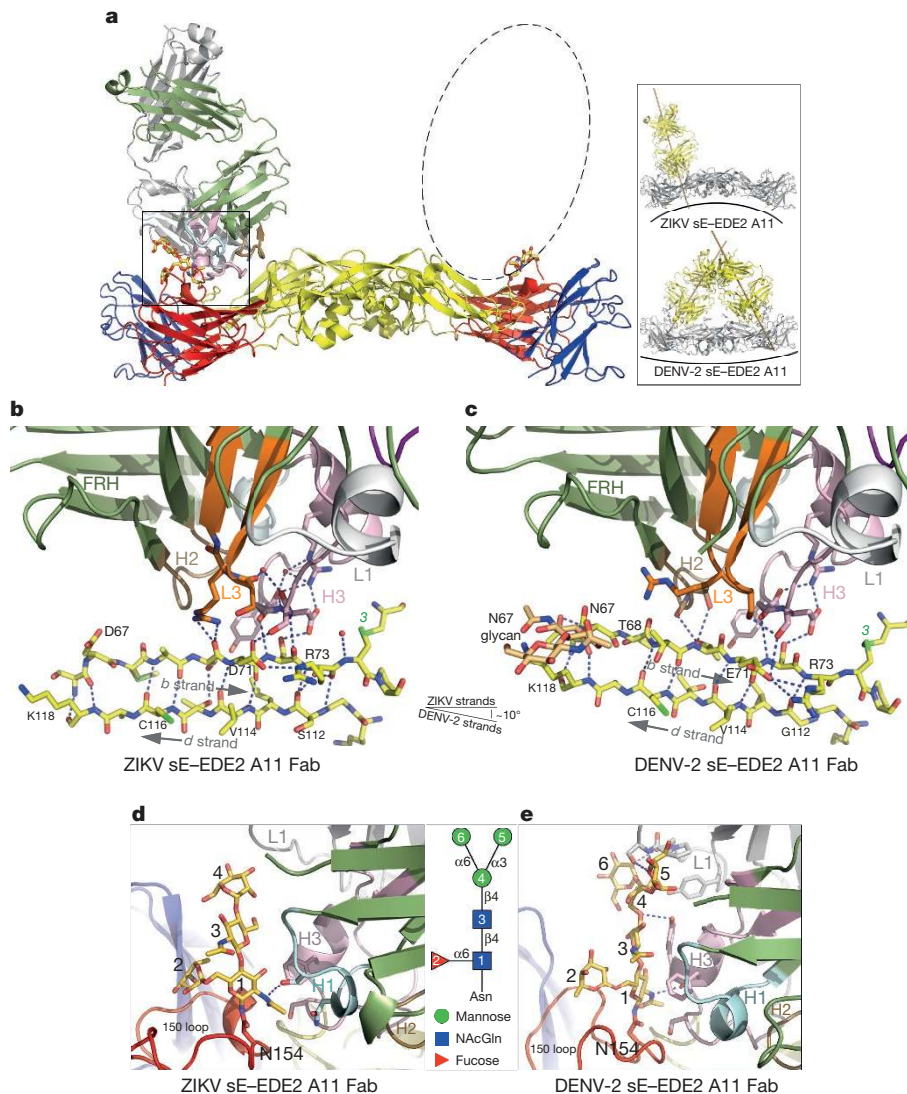 a
ZIKV sE–EDE2 A11
DENV-2 sE–EDE2 A11
b
FRH
H2
L3
L1
H3
3
D67
D71
R73
b strand
K118
C116
V114
S112
d strand
ZIKV sE–EDE2 A11 Fab
ZIKV strands
DENV-2 strands
~10°
c
FRH
H2
L3
L1
H3
3
N67
glycan
N67
T68
E71
R73
b strand
K118
C116
V114
G112
d strand
DENV-2 sE–EDE2 A11 Fab
d
L1
4
3
H3
2
1
H1
H2
150 loop
N154
ZIKV sE–EDE2 A11 Fab
6
5
α6
α3
4
β4
3
β4
2
α6
1
Asn
Mannose
NAcGln
Fucose
e
6
L1
5
4
3
H3
2
1
H1
H2
150 loop
N154
DENV-2 sE–EDE2 A11 Fab